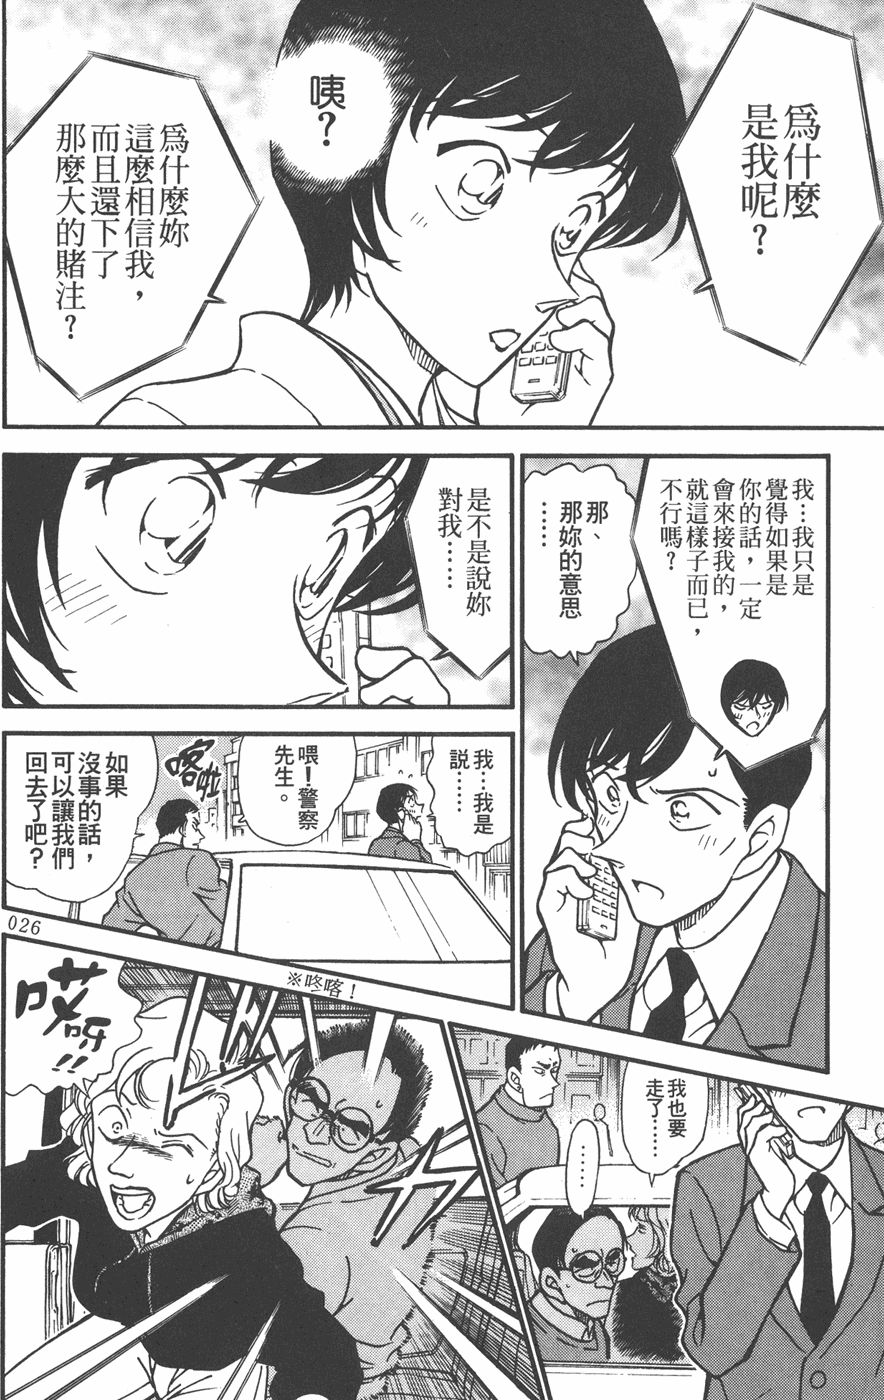 為什麼
是我呢？
咦？
為什麼妳
這麼相信我，
而且還下了
那麼大的賭注？
我…我只是
覺得如果是
你的話，一定
會來接我的，
就這樣子而已，
不行嗎？
那、
那妳的意思
……
是不是說妳
對我……
我…我是
說……
喂！警察
先生。
喀啦
如果
沒事的話，
可以讓我們
回去了吧？
026
我也要
走了……
……
※咚喀！
哎呀!!